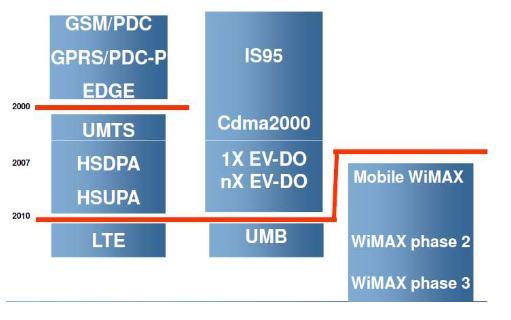 GSM/PDC
GPRS/PDC-P
EDGE
IS95
2000
UMTS
Cdma2000
2007
HSDPA
HSUPA
1X EV-DO
nX EV-DO
Mobile WiMAX
2010
LTE
UMB
WiMAX phase 2
WiMAX phase 3